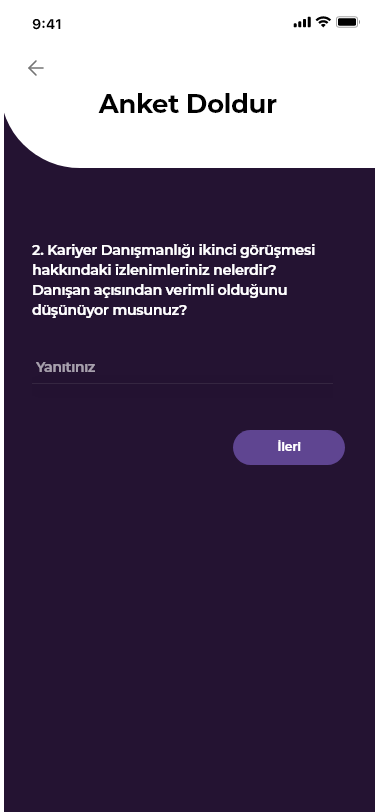 9:41
Anket Doldur
2. Kariyer Danışmanlığı ikinci görüşmesi
hakkındaki izlenimleriniz nelerdir?
Danışan açısından verimli olduğunu
düşünüyor musunuz?
Yanıtınız
İleri